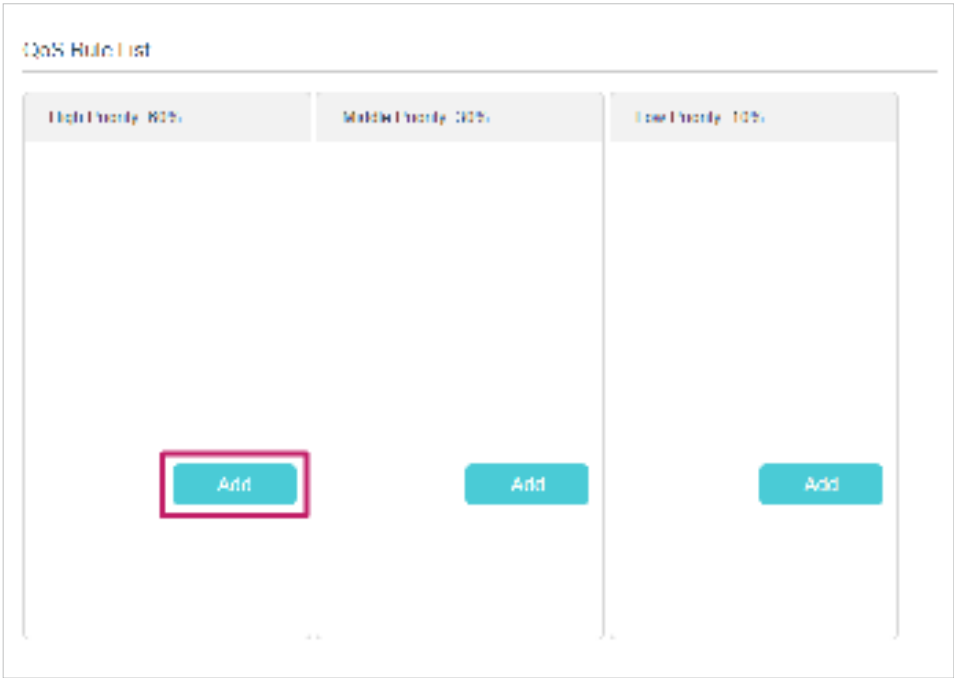 QoS Rule List
High Priority 60%
Middle Priority 30%
Low Priority 10%
Add
Add
Add